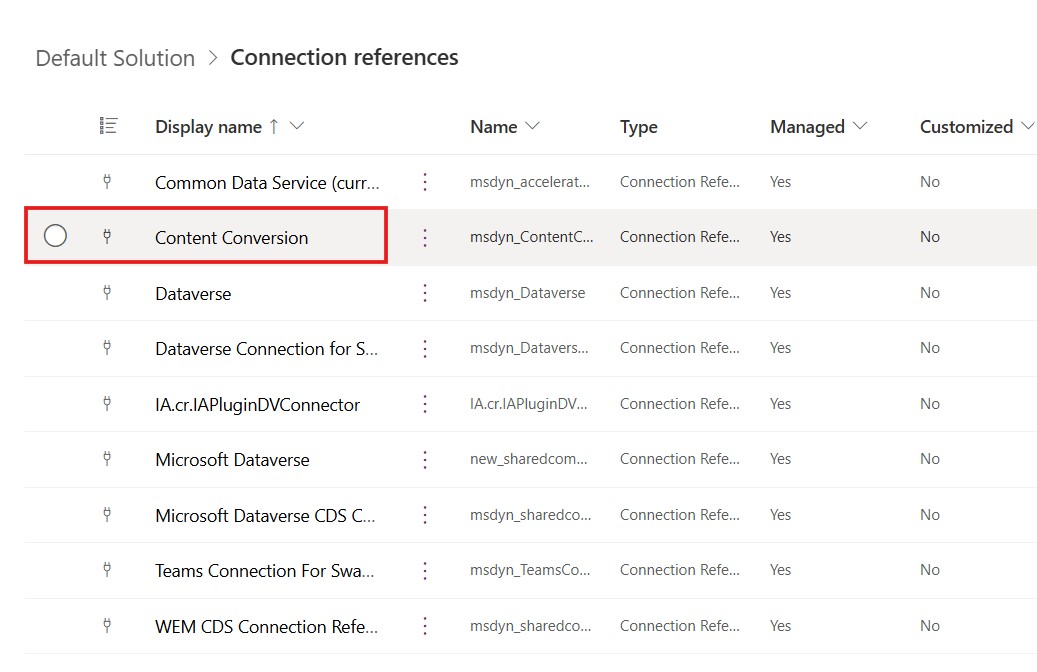 Default Solution > Connection references
Display name ↑ Name Type Managed Customized
Common Data Service (curr... msdyn_accelerat... Connection Refe... Yes No
Content Conversion msdyn_ContentC... Connection Refe... Yes No
Dataverse msdyn_Dataverse Connection Refe... Yes No
Dataverse Connection for S... msdyn_Datavers... Connection Refe... Yes No
IA.cr.IAPluginDVConnector IA.cr.IAPluginDV... Connection Refe... Yes No
Microsoft Dataverse new_sharedcom... Connection Refe... Yes No
Microsoft Dataverse CDS C... msdyn_sharedco... Connection Refe... Yes No
Teams Connection For Swa... msdyn_TeamsCo... Connection Refe... Yes No
WEM CDS Connection Refe... msdyn_sharedco... Connection Refe... Yes No